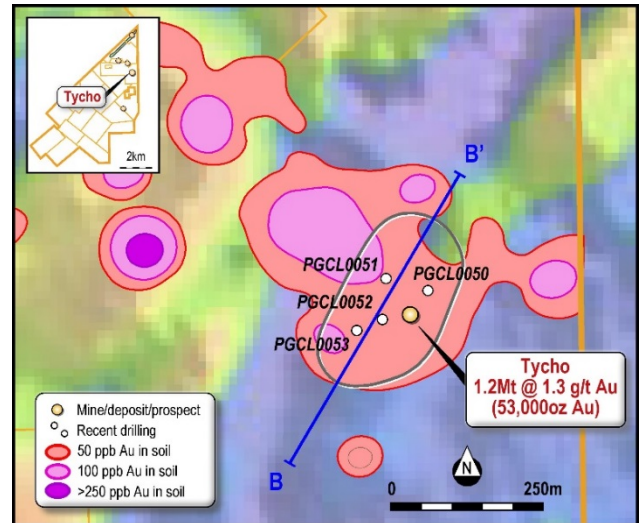 Tycho
2km
B'
PGCL0051
PGCL0050
PGCL0052
PGCL0053
Tycho
1.2Mt @ 1.3 g/t Au
(53,000oz Au)
Mine/deposit/prospect
Recent drilling
50 ppb Au in soil
100 ppb Au in soil
>250 ppb Au in soil
B
N
0 250m